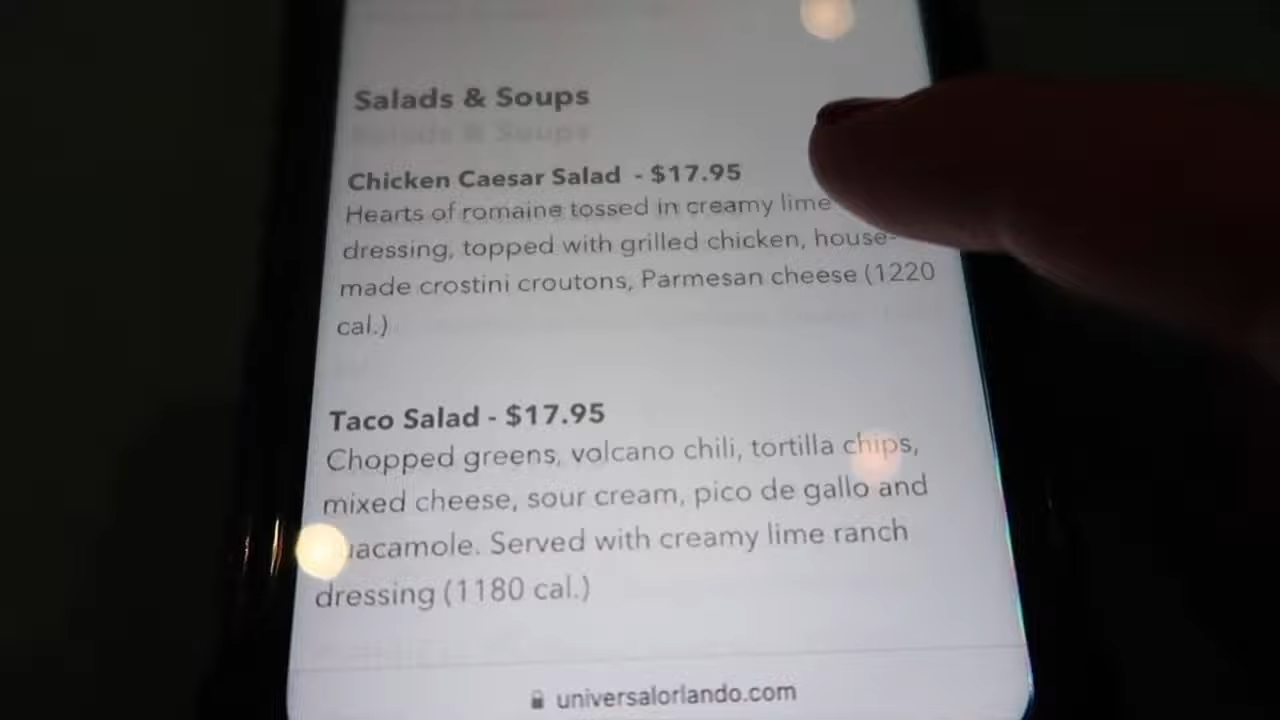 Salads & Soups
Chicken Caesar Salad - $17.95
Hearts of romaine tossed in creamy lime
dressing, topped with grilled chicken, house-
made crostini croutons, Parmesan cheese (1220
cal.)
Taco Salad - $17.95
Chopped greens, volcano chili, tortilla chips,
mixed cheese, sour cream, pico de gallo and
uacamole. Served with creamy lime ranch
dressing (1180 cal.)
universalorlando.com